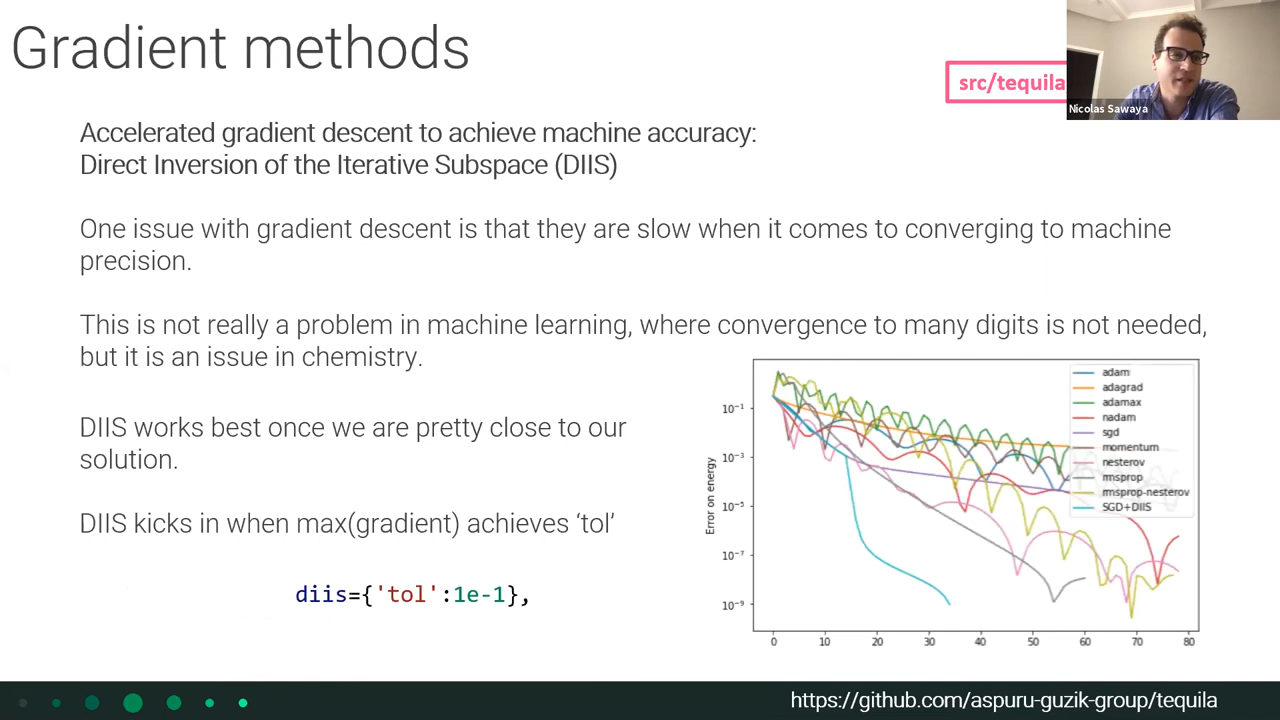 Gradient methods
src/tequila
Nicolas Sawaya
Accelerated gradient descent to achieve machine accuracy:
Direct Inversion of the Iterative Subspace (DIIS)
One issue with gradient descent is that they are slow when it comes to converging to machine
precision.
This is not really a problem in machine learning, where convergence to many digits is not needed,
but it is an issue in chemistry.
DIIS works best once we are pretty close to our
solution.
DIIS kicks in when max(gradient) achieves ‘tol’
diis={'tol':1e-1},
Error on energy
10⁻¹
10⁻³
10⁻⁵
10⁻⁷
10⁻⁹
0 10 20 30 40 50 60 70 80
adam
adagrad
adamax
nadam
sgd
momentum
nesterov
rmsprop
rmsprop-nesterov
SGD+DIIS
https://github.com/aspuru-guzik-group/tequila